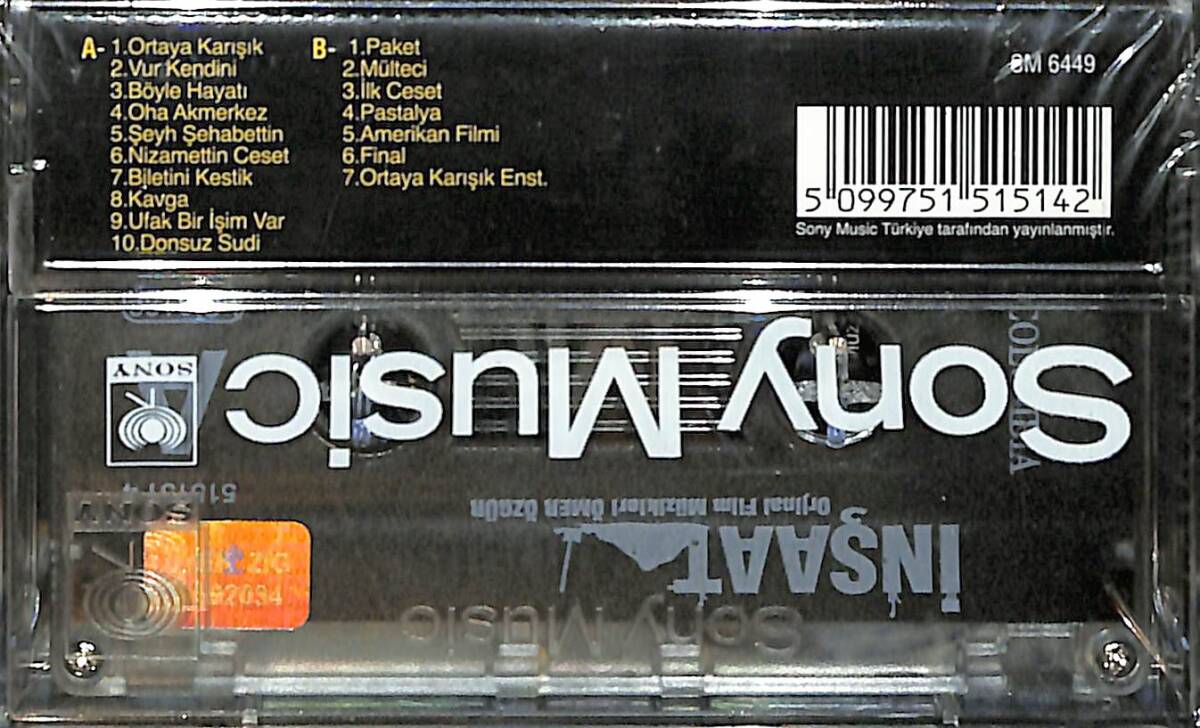 A- 1.Ortaya Karışık
2.Vur Kendini
3.Böyle Hayatı
4.Oha Akmerkez
5.Şeyh Şehabettin
6.Nizamettin Ceset
7.Biletini Kestik
8.Kavga
9.Ufak Bir İşim Var
10.Donsuz Sudi
B- 1.Paket
2.Mülteci
3.İlk Ceset
4.Pastalya
5.Amerikan Filmi
6.Final
7.Ortaya Karışık Enst.
SM 6449
5 099751 515142
Sony Music Türkiye tarafından yayınlanmıştır.
Sony Music
SONY
İNŞAAT
Orjinal Film Müzikleri ÖMER ÖZGÜR
SONY
Sony Music